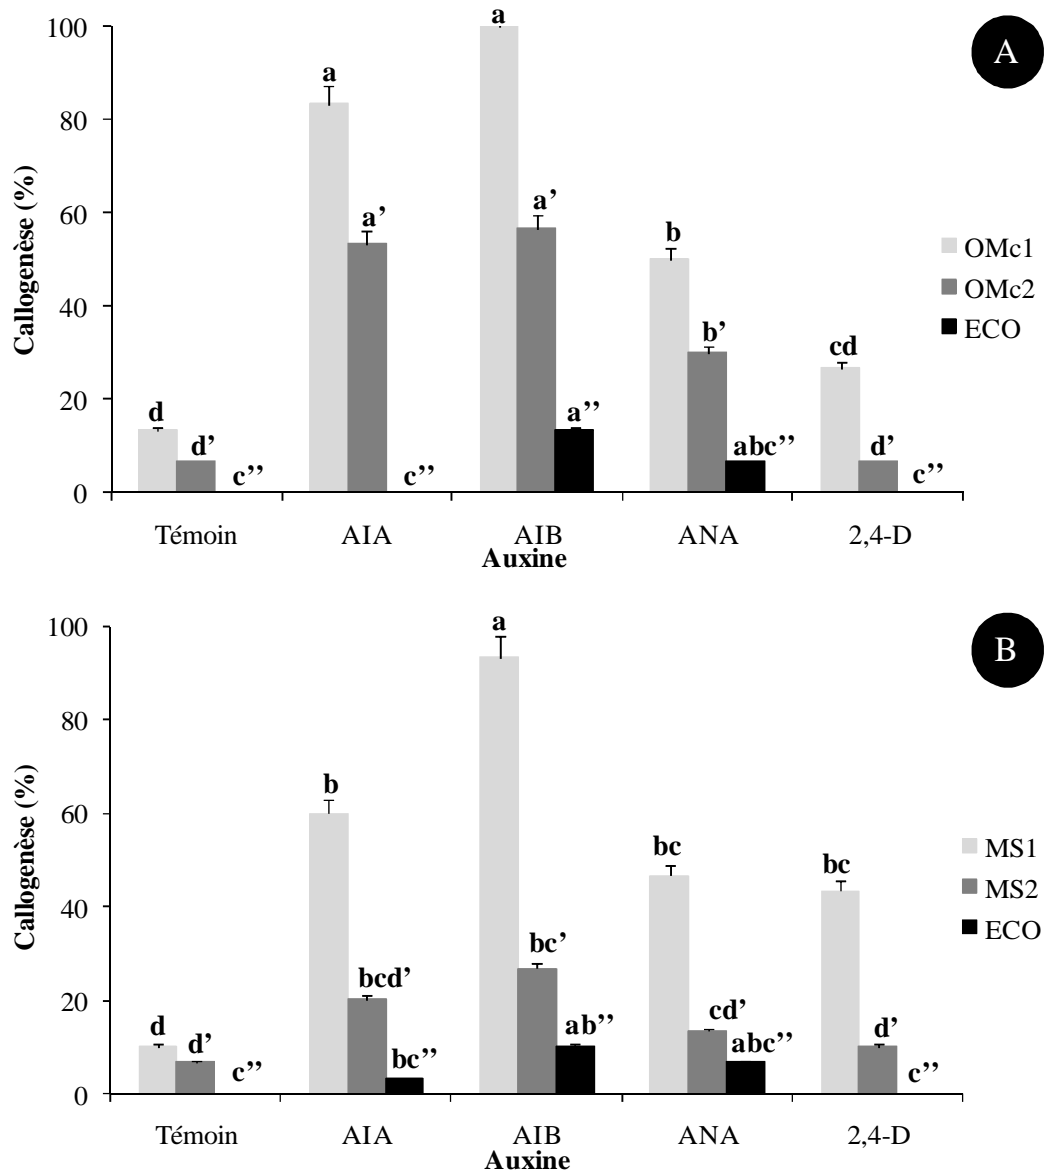 A
Callogenèse (%)
100
80
60
40
20
0
d
d’
c’’
a
a’
c’’
a
a’
a’’
b
b’
abc’’
cd
d’
c’’
OMc1
OMc2
ECO
Témoin
AIA
AIB
ANA
2,4-D
Auxine
B
Callogenèse (%)
100
80
60
40
20
0
d
d’
c’’
b
bcd’
bc’’
a
bc’
ab’’
bc
cd’
abc’’
bc
d’
c’’
MS1
MS2
ECO
Témoin
AIA
AIB
ANA
2,4-D
Auxine